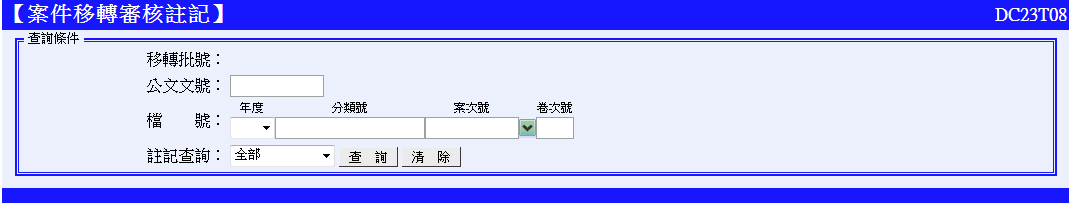 【案件移轉審核註記】 DC23T08
查詢條件
移轉批號：
公文文號：
年度 分類號 案次號 卷次號
檔　號：
註記查詢： 全部 查 詢 清 除